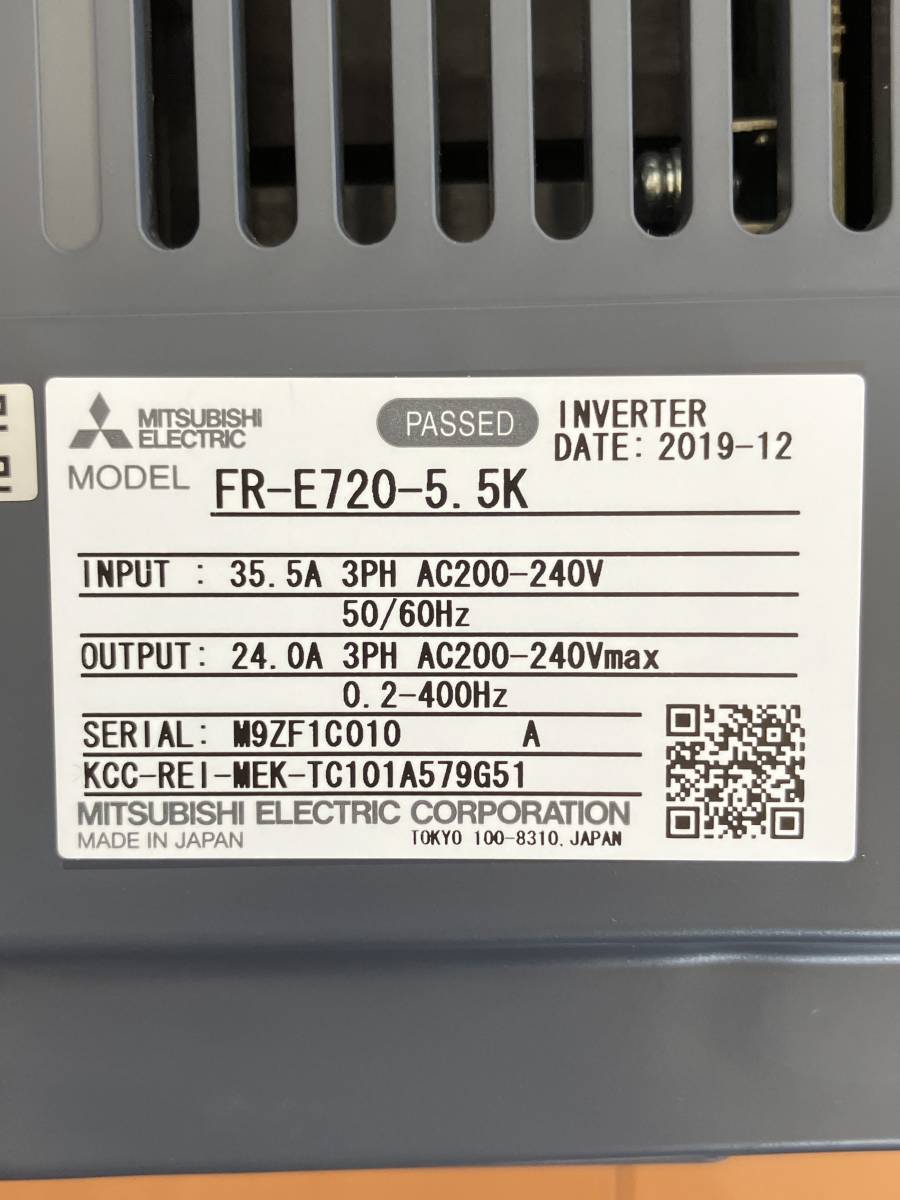 MITSUBISHI
ELECTRIC
PASSED
INVERTER
DATE: 2019-12
MODEL FR-E720-5.5K
INPUT : 35.5A 3PH AC200-240V
50/60Hz
OUTPUT: 24.0A 3PH AC200-240Vmax
0.2-400Hz
SERIAL: M9ZF1C010 A
KCC-REI-MEK-TC101A579G51
MITSUBISHI ELECTRIC CORPORATION
MADE IN JAPAN TOKYO 100-8310, JAPAN